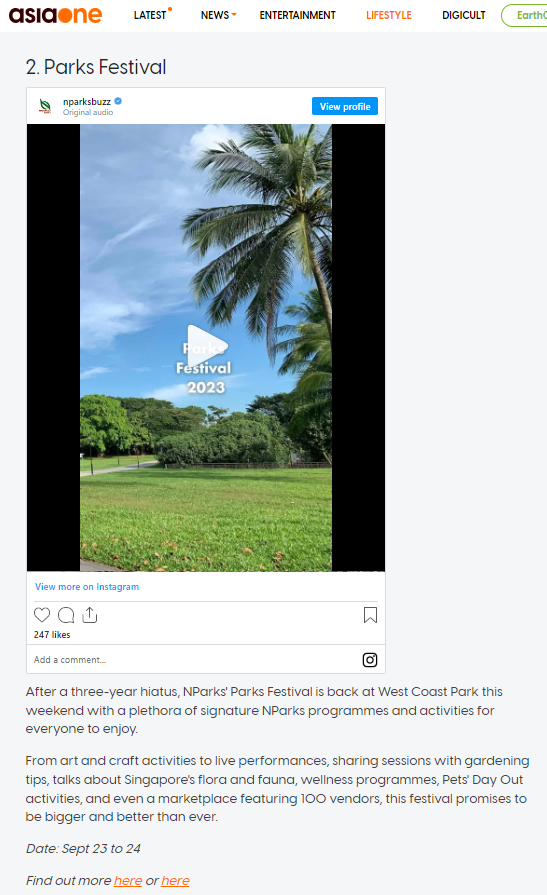 asiaone
LATEST
NEWS
ENTERTAINMENT
LIFESTYLE
DIGICULT
2. Parks Festival
nparksbuzz
Original audio
View profile
Parks
Festival
2023
View more on Instagram
247 likes
Add a comment...
After a three-year hiatus, NParks' Parks Festival is back at West Coast Park this
weekend with a plethora of signature NParks programmes and activities for
everyone to enjoy.
From art and craft activities to live performances, sharing sessions with gardening
tips, talks about Singapore's flora and fauna, wellness programmes, Pets' Day Out
activities, and even a marketplace featuring 100 vendors, this festival promises to
be bigger and better than ever.
Date: Sept 23 to 24
Find out more here or here